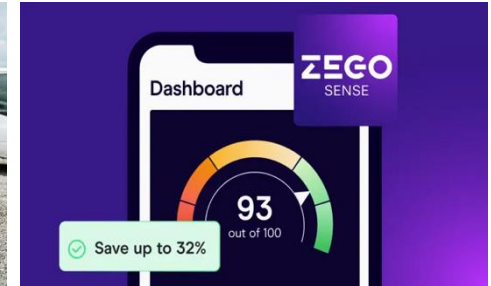 ZEGO
SENSE
Dashboard
93
out of 100
Save up to 32%